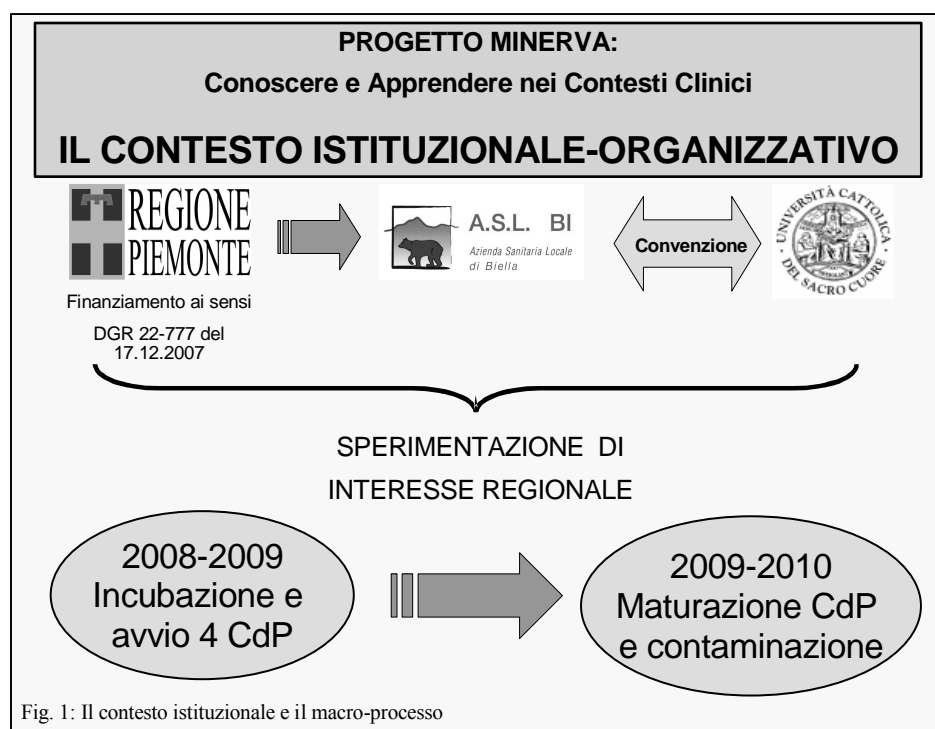 PROGETTO MINERVA:
Conoscere e Apprendere nei Contesti Clinici
IL CONTESTO ISTITUZIONALE-ORGANIZZATIVO
REGIONE
PIEMONTE
A.S.L. BI
Azienda Sanitaria Locale
di Biella
Convenzione
UNIVERSITÀ CATTOLICA
DEL SACRO CUORE
Finanziamento ai sensi
DGR 22-777 del
17.12.2007
SPERIMENTAZIONE DI
INTERESSE REGIONALE
2008-2009
Incubazione e
avvio 4 CdP
2009-2010
Maturazione CdP
e contaminazione
Fig. 1: Il contesto istituzionale e il macro-processo